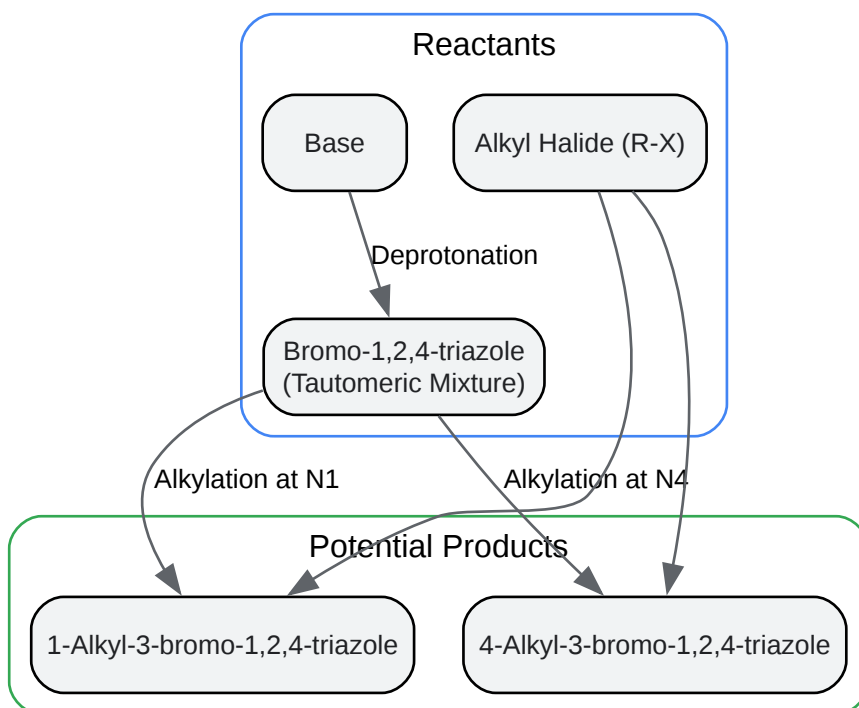 Reactants
Base
Alkyl Halide (R-X)
Deprotonation
Bromo-1,2,4-triazole
(Tautomeric Mixture)
Alkylation at N1
Alkylation at N4
Potential Products
1-Alkyl-3-bromo-1,2,4-triazole
4-Alkyl-3-bromo-1,2,4-triazole